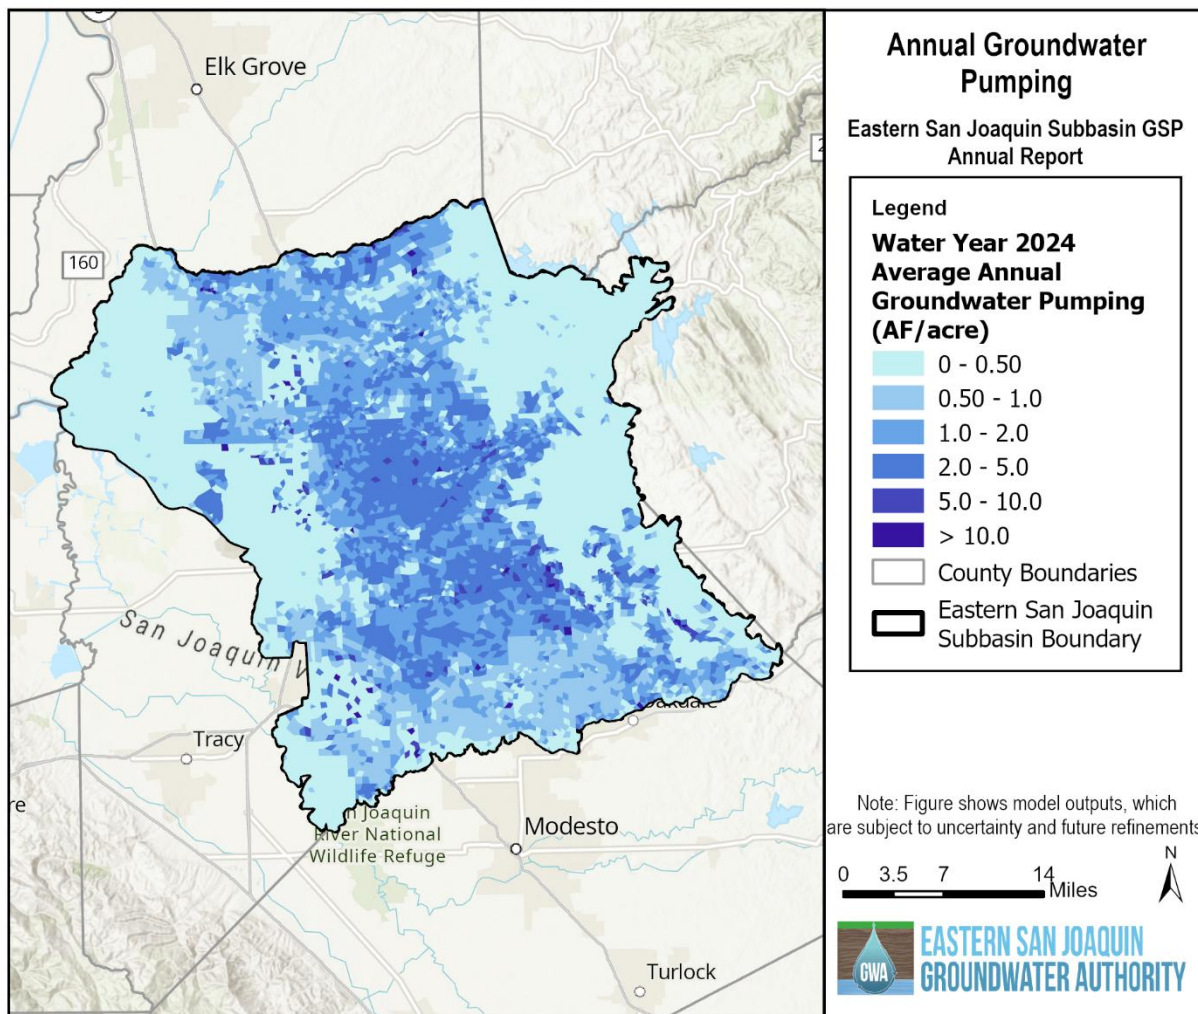 Elk Grove
160
San Joaquin V
Tracy
Oakdale
Joaquin
River National
Wildlife Refuge
Modesto
Turlock
re
2
Annual Groundwater
Pumping
Eastern San Joaquin Subbasin GSP
Annual Report
Legend
Water Year 2024
Average Annual
Groundwater Pumping
(AF/acre)
0 - 0.50
0.50 - 1.0
1.0 - 2.0
2.0 - 5.0
5.0 - 10.0
> 10.0
County Boundaries
Eastern San Joaquin
Subbasin Boundary
Note: Figure shows model outputs, which
are subject to uncertainty and future refinements
N
0 3.5 7 14
Miles
GWA
EASTERN SAN JOAQUIN
GROUNDWATER AUTHORITY